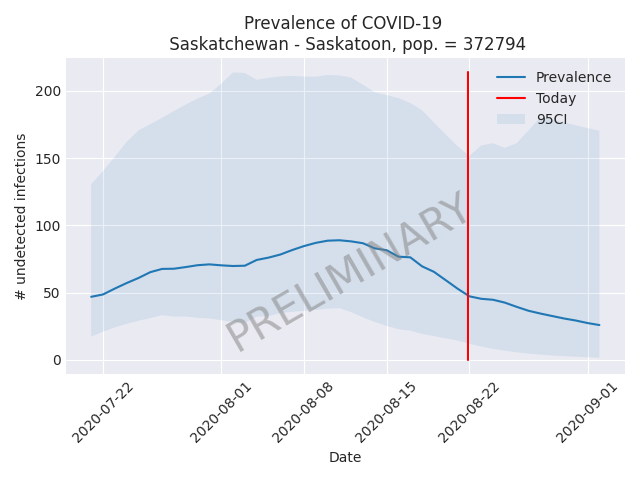 Prevalence of COVID-19
Saskatchewan - Saskatoon, pop. = 372794
Prevalence
Today
95CI
# undetected infections
200
150
100
50
0
PRELIMINARY
2020-07-22
2020-08-01
2020-08-08
2020-08-15
2020-08-22
2020-09-01
Date